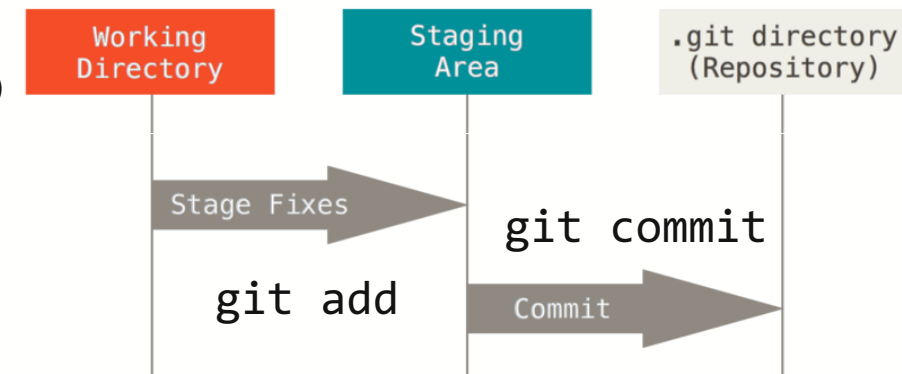 Working
Directory
Staging
Area
.git directory
(Repository)
)
Stage Fixes
git commit
git add
Commit